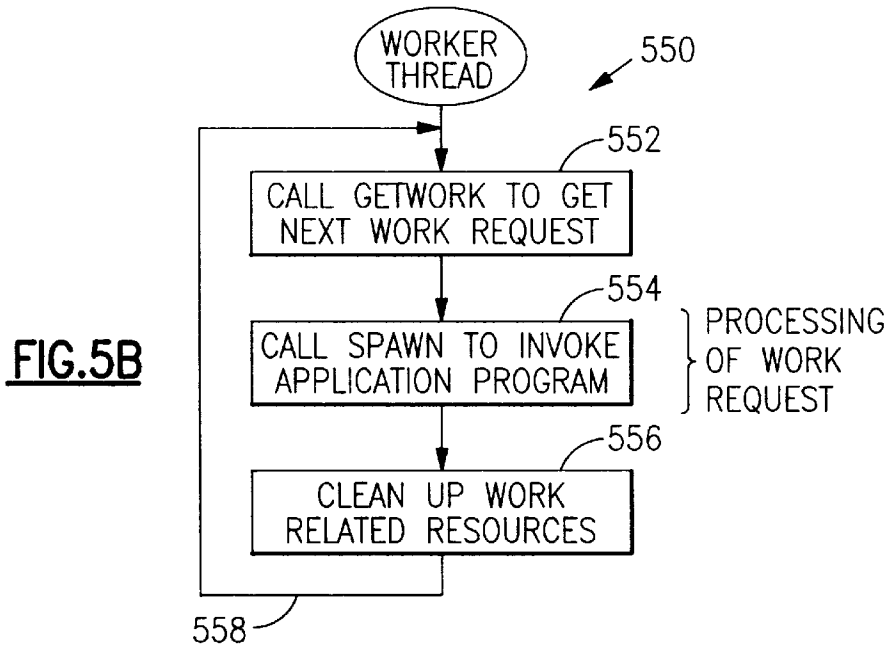 WORKER
THREAD
550
552
CALL GETWORK TO GET
NEXT WORK REQUEST
554
CALL SPAWN TO INVOKE
APPLICATION PROGRAM
PROCESSING
OF WORK
REQUEST
FIG.5B
556
CLEAN UP WORK
RELATED RESOURCES
558